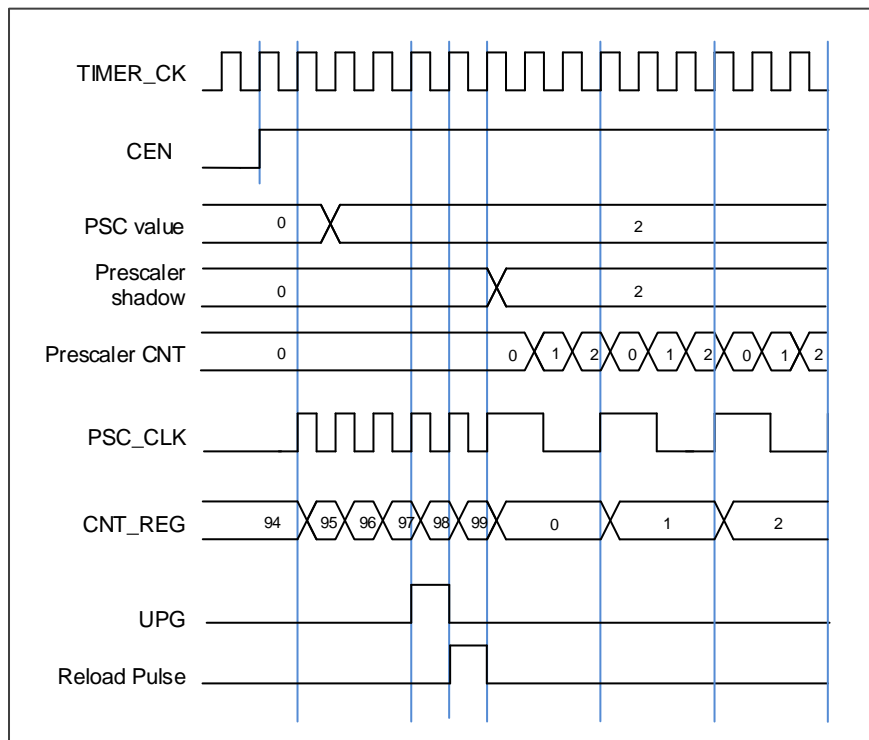 TIMER_CK
CEN
PSC value
0
2
Prescaler
shadow
0
2
Prescaler CNT
0
0
1
2
0
1
2
0
1
2
PSC_CLK
CNT_REG
94
95
96
97
98
99
0
1
2
UPG
Reload Pulse